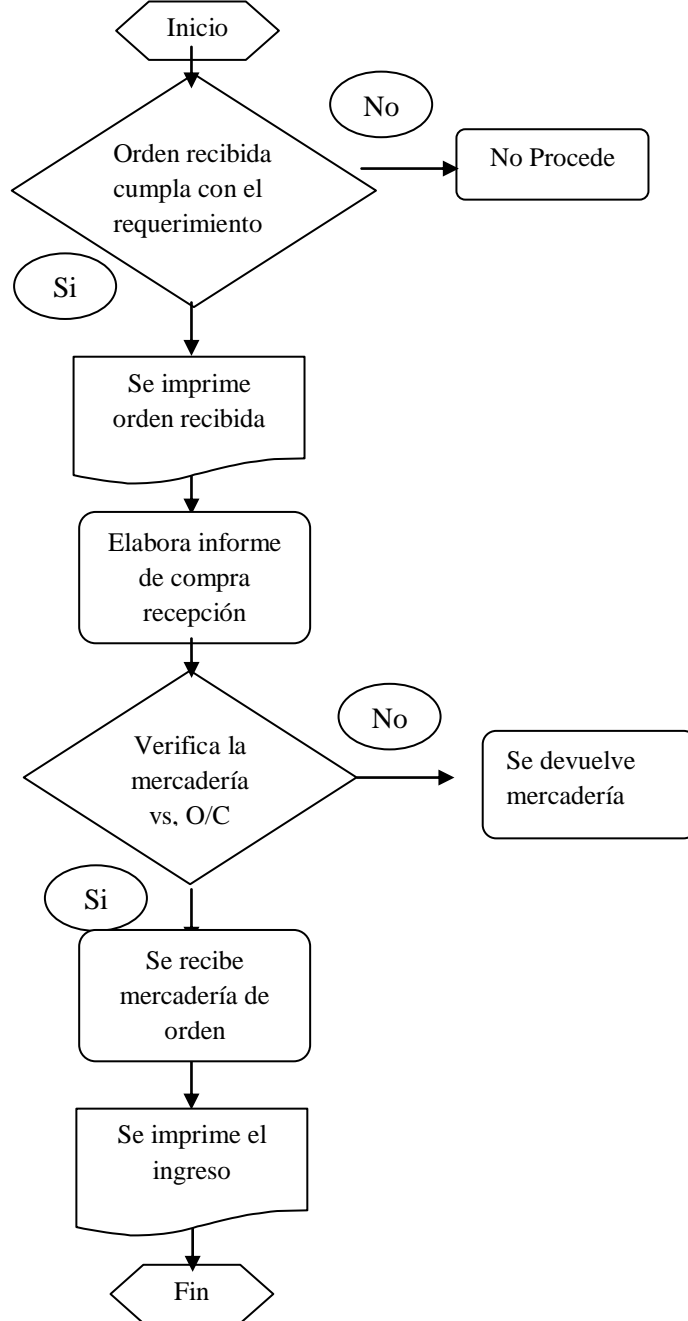 Inicio
No
Orden recibida
cumpla con el
requerimiento
No Procede
Si
Se imprime
orden recibida
Elabora informe
de compra
recepción
No
Verifica la
mercadería
vs, O/C
Se devuelve
mercadería
Si
Se recibe
mercadería de
orden
Se imprime el
ingreso
Fin